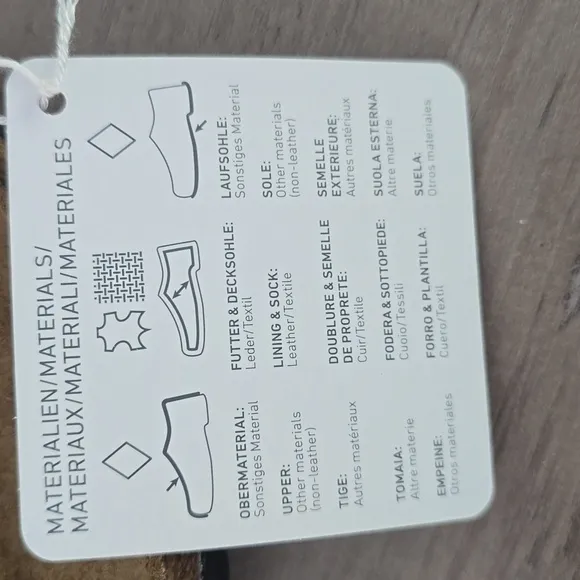 MATERIALIEN/MATERIALS/
MATERIAUX/MATERIALI/MATERIALES
OBERMATERIAL:
Sonstiges Material
UPPER:
Other materials
(non-leather)
TIGE:
Autres matériaux
TOMAIA:
Altre materie
EMPEINE:
Otros materiales
FUTTER & DECKSOHLE:
Leder/Textil
LINING & SOCK:
Leather/Textile
DOUBLURE & SEMELLE
DE PROPRETE:
Cuir/Textile
FODERA & SOTTOPIEDE:
Cuoio/Tessili
FORRO & PLANTILLA:
Cuero/Textil
LAUFSOHLE:
Sonstiges Material
SOLE:
Other materials
(non-leather)
SEMELLE
EXTERIEURE:
Autres matériaux
SUOLA ESTERNA:
Altre materie
SUELA:
Otros materiales